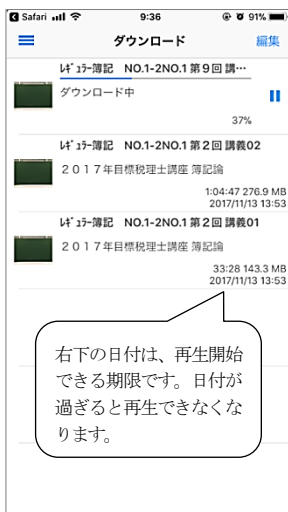 Safari 9:36 91%
ダウンロード 編集
ﾚｷﾞｭﾗｰ簿記 NO.1-2NO.1 第9回 講…
ダウンロード中
37%
ﾚｷﾞｭﾗｰ簿記 NO.1-2NO.1 第2回 講義02
2017年目標税理士講座 簿記論
1:04:47 276.9 MB
2017/11/13 13:53
ﾚｷﾞｭﾗｰ簿記 NO.1-2NO.1 第2回 講義01
2017年目標税理士講座 簿記論
33:28 143.3 MB
2017/11/13 13:53
右下の日付は、再生開始
できる期限です。日付が
過ぎると再生できなくな
ります。